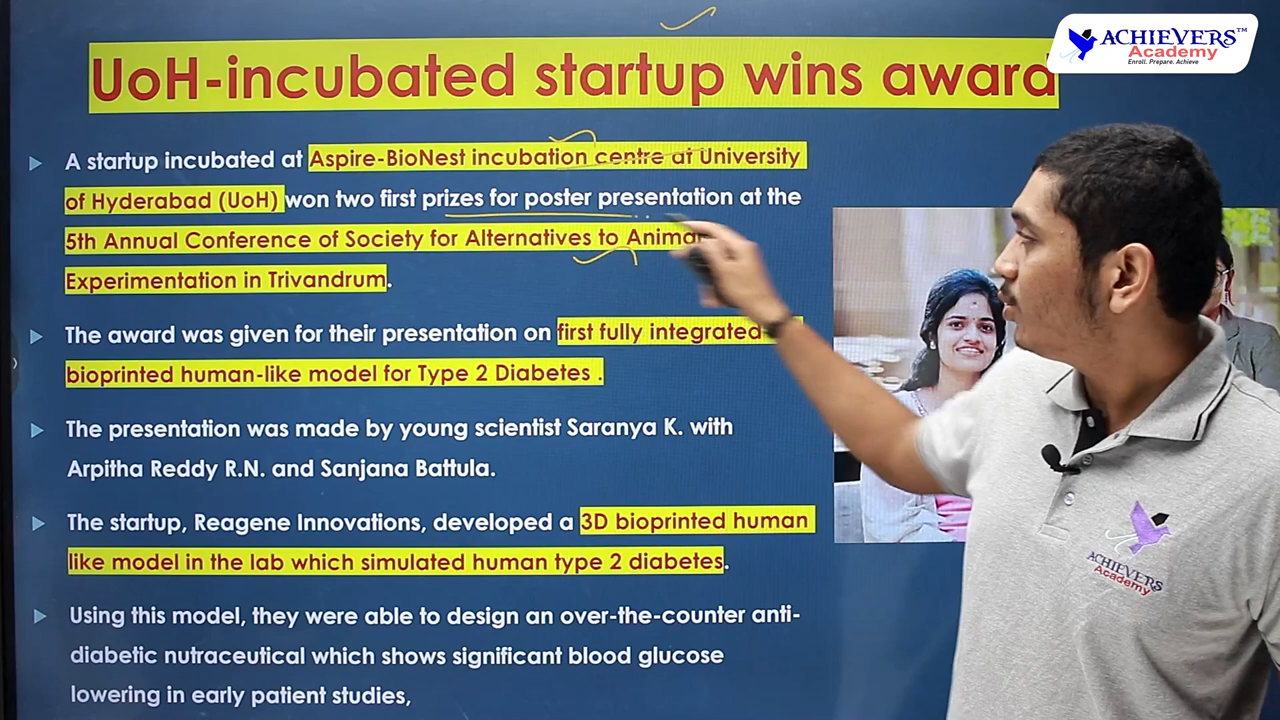 ACHIEVERS™
Academy
Enroll. Prepare. Achieve
UoH-incubated startup wins award
A startup incubated at Aspire-BioNest incubation centre at University
of Hyderabad (UoH) won two first prizes for poster presentation at the
5th Annual Conference of Society for Alternatives to Animal
Experimentation in Trivandrum.
The award was given for their presentation on first fully integrated
bioprinted human-like model for Type 2 Diabetes .
The presentation was made by young scientist Saranya K. with
Arpitha Reddy R.N. and Sanjana Battula.
The startup, Reagene Innovations, developed a 3D bioprinted human
like model in the lab which simulated human type 2 diabetes.
Using this model, they were able to design an over-the-counter anti-
diabetic nutraceutical which shows significant blood glucose
lowering in early patient studies,
ACHIEVERS
Academy